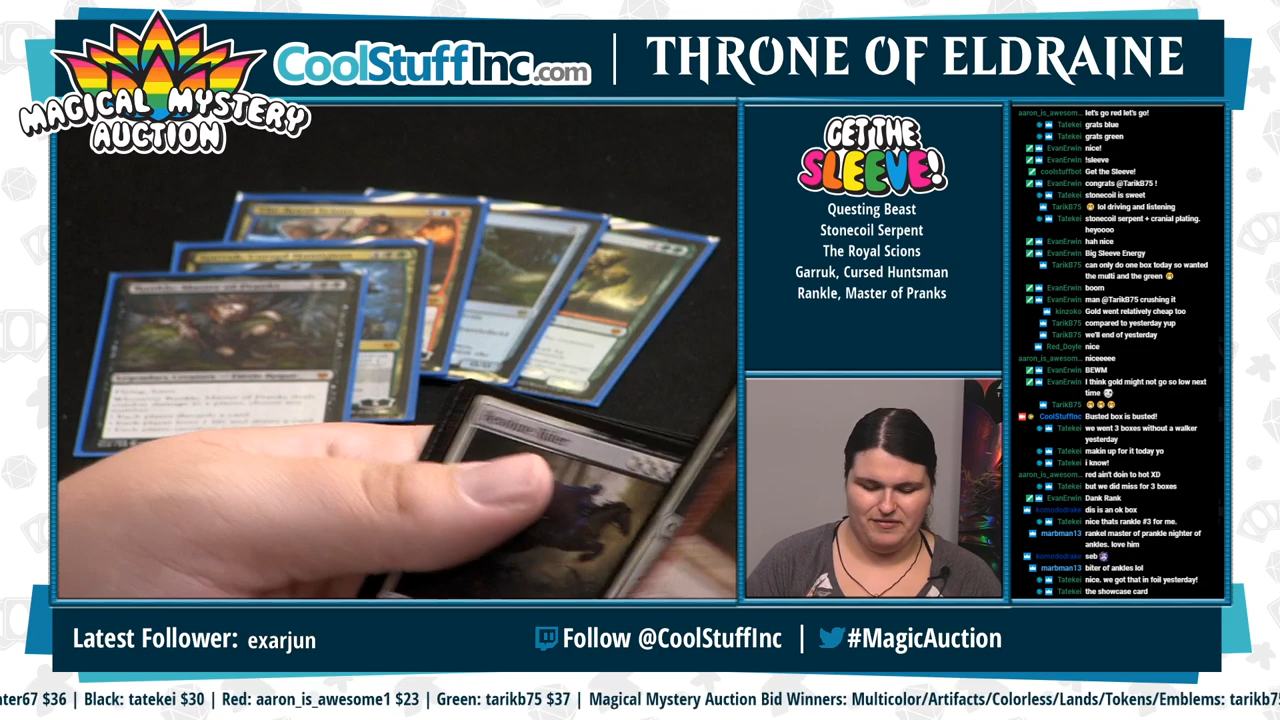 MAGICAL MYSTERY
AUCTION
CoolStuffInc.com
THRONE OF ELDRAINE
GET THE
SLEEVE!
Questing Beast
Stonecoil Serpent
The Royal Scions
Garruk, Cursed Huntsman
Rankle, Master of Pranks
Rankle, Master of Pranks
aaron_is_awesom... let's go red let's go!
Tatekei grats blue
Tatekei grats green
EvanErwin nice!
EvanErwin !sleeve
coolstuffbot Get the Sleeve!
EvanErwin congrats @TarikB75 !
Tatekei stonecoil is sweet
TarikB75 lol driving and listening
Tatekei stonecoil serpent + cranial plating.
heyoooo
EvanErwin hah nice
EvanErwin Big Sleeve Energy
TarikB75 can only do one box today so wanted
the multi and the green
EvanErwin boom
EvanErwin man @TarikB75 crushing it
kinzoko Gold went relatively cheap too
TarikB75 compared to yesterday yup
TarikB75 we'll end of yesterday
Red_Doyle nice
aaron_is_awesom... niceeeee
EvanErwin BEWM
EvanErwin I think gold might not go so low next
time
TarikB75
CoolStuffInc Busted box is busted!
Tatekei we went 3 boxes without a walker
yesterday
Tatekei makin up for it today yo
Tatekei i know!
aaron_is_awesom... red ain't doin to hot XD
Tatekei but we did miss for 3 boxes
EvanErwin Dank Rank
komododrake dis is an ok box
Tatekei nice thats rankle #3 for me.
marbman13 rankel master of prankle nighter of
ankles. love him
komododrake seb
marbman13 biter of ankles lol
Tatekei nice. we got that in foil yesterday!
Tatekei the showcase card
Latest Follower: exarjun
Follow @CoolStuffInc | #MagicAuction
nter67 $36 | Black: tatekei $30 | Red: aaron_is_awesome1 $23 | Green: tarikb75 $37 | Magical Mystery Auction Bid Winners: Multicolor/Artifacts/Colorless/Lands/Tokens/Emblems: tarikb75